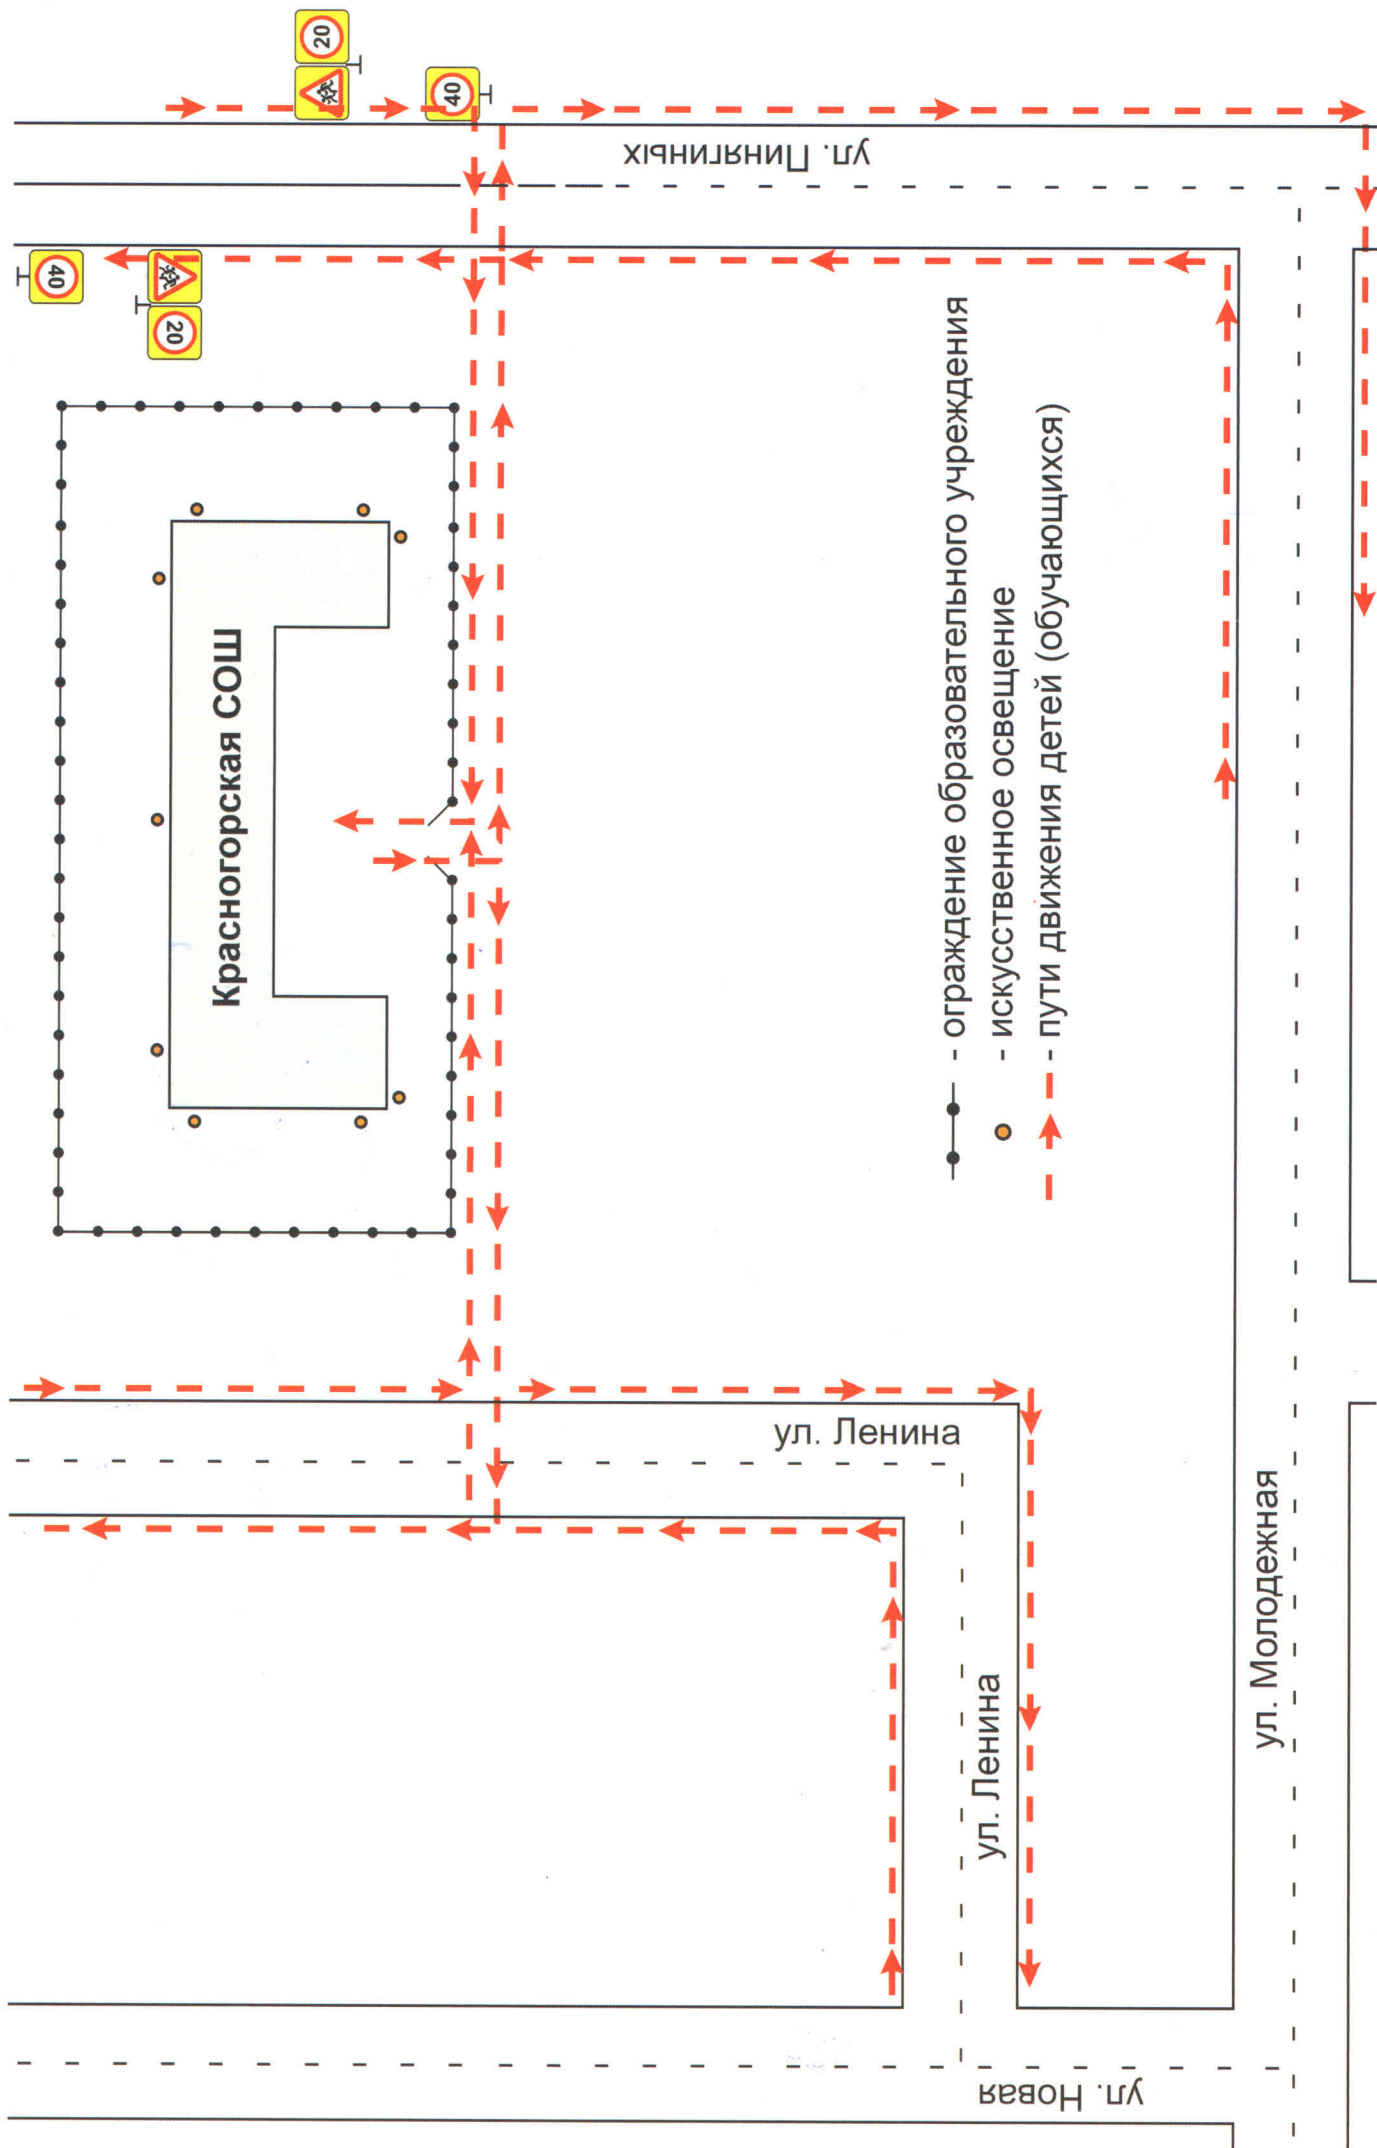 20
40
ул. Пинягиных
40
20
Красногорская СОШ
- ограждение образовательного учреждения
- искусственное освещение
- пути движения детей (обучающихся)
ул. Ленина
ул. Ленина
ул. Молодежная
ул. Новая